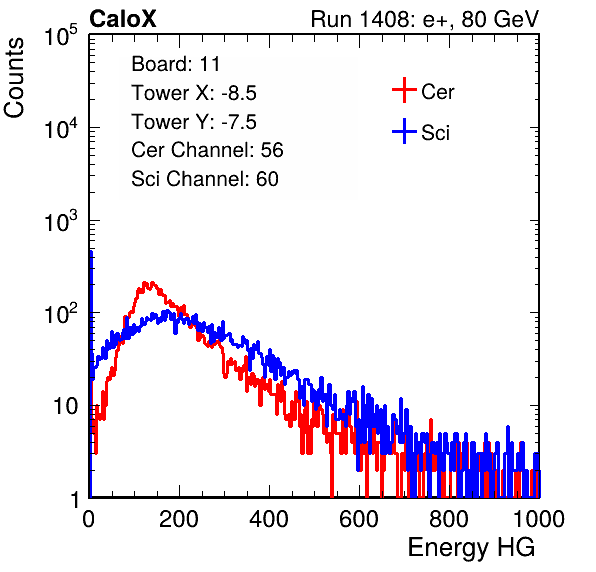 CaloX Run 1408: e+, 80 GeV
Counts
Board: 11
Tower X: -8.5
Tower Y: -7.5
Cer Channel: 56
Sci Channel: 60
Cer
Sci
10^5
10^4
10^3
10^2
10
1
0 200 400 600 800 1000
Energy HG